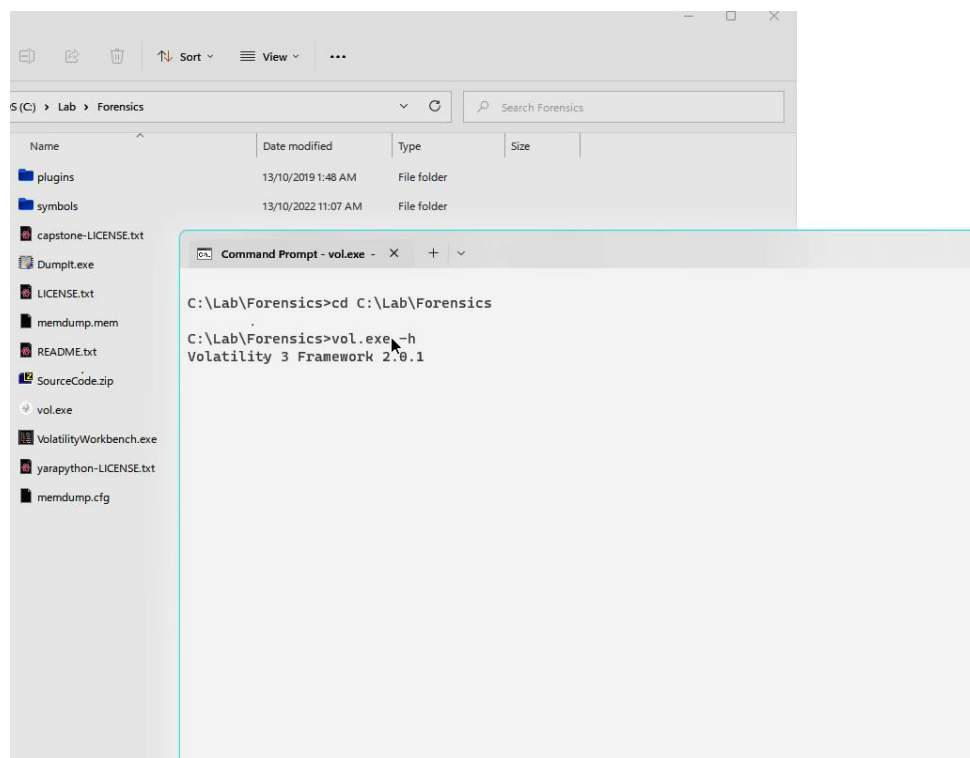 Sort View
S (C:) > Lab > Forensics Search Forensics
Name Date modified Type Size
plugins 13/10/2019 1:48 AM File folder
symbols 13/10/2022 11:07 AM File folder
capstone-LICENSE.txt
DumpIt.exe
LICENSE.txt
memdump.mem
README.txt
SourceCode.zip
vol.exe
VolatilityWorkbench.exe
yarapython-LICENSE.txt
memdump.cfg
Command Prompt - vol.exe -
C:\Lab\Forensics>cd C:\Lab\Forensics
C:\Lab\Forensics>vol.exe -h
Volatility 3 Framework 2.0.1